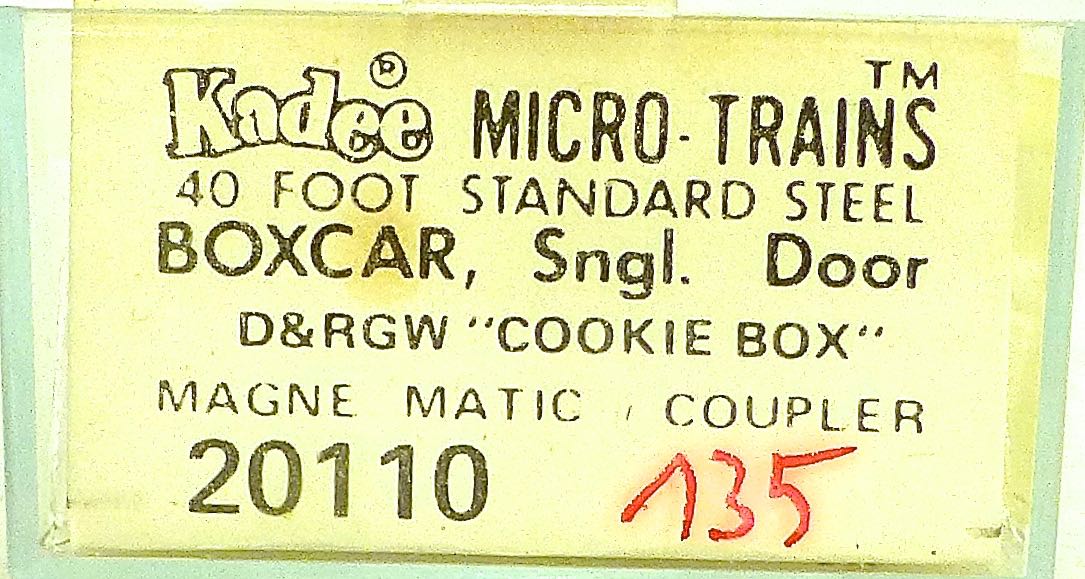 Kadee® MICRO-TRAINS™
40 FOOT STANDARD STEEL
BOXCAR, Sngl. Door
D&RGW "COOKIE BOX"
MAGNE MATIC COUPLER
20110 135